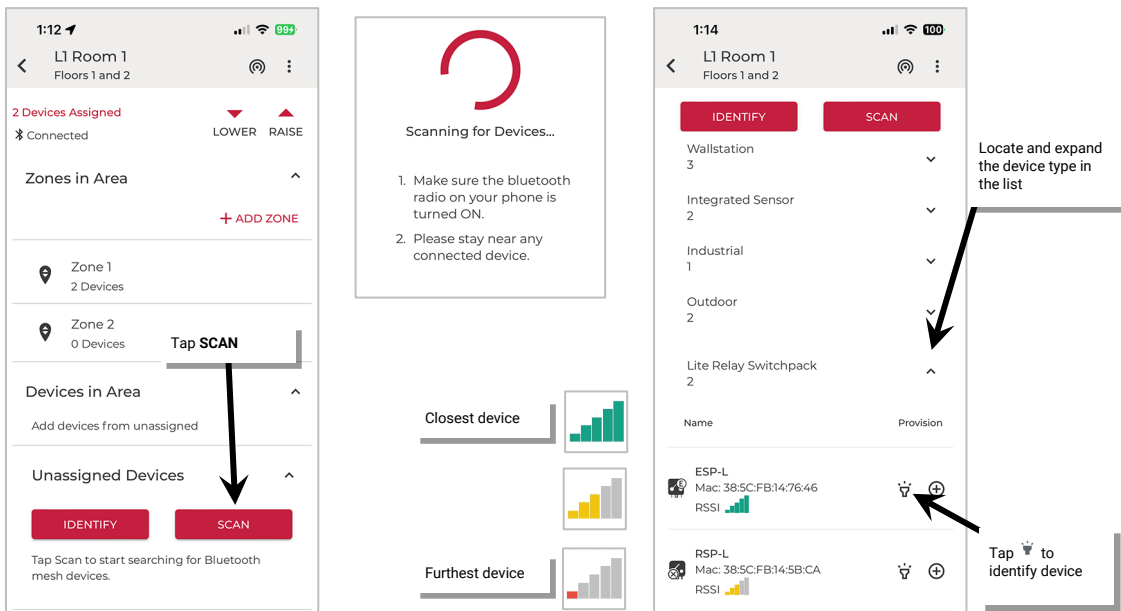 1:12
99
L1 Room 1
Floors 1 and 2
2 Devices Assigned
Connected
LOWER RAISE
Zones in Area
+ ADD ZONE
Zone 1
2 Devices
Zone 2
0 Devices
Tap SCAN
Devices in Area
Add devices from unassigned
Unassigned Devices
IDENTIFY SCAN
Tap Scan to start searching for Bluetooth
mesh devices.
Scanning for Devices...
1. Make sure the bluetooth
radio on your phone is
turned ON.
2. Please stay near any
connected device.
Closest device
Furthest device
1:14
100
L1 Room 1
Floors 1 and 2
IDENTIFY SCAN
Wallstation
3
Integrated Sensor
2
Industrial
1
Outdoor
2
Lite Relay Switchpack
2
Name Provision
E
ESP-L
Mac: 38:5C:FB:14:76:46
RSSI
RSP-L
Mac: 38:5C:FB:14:5B:CA
RSSI
Locate and expand
the device type in
the list
Tap to
identify device